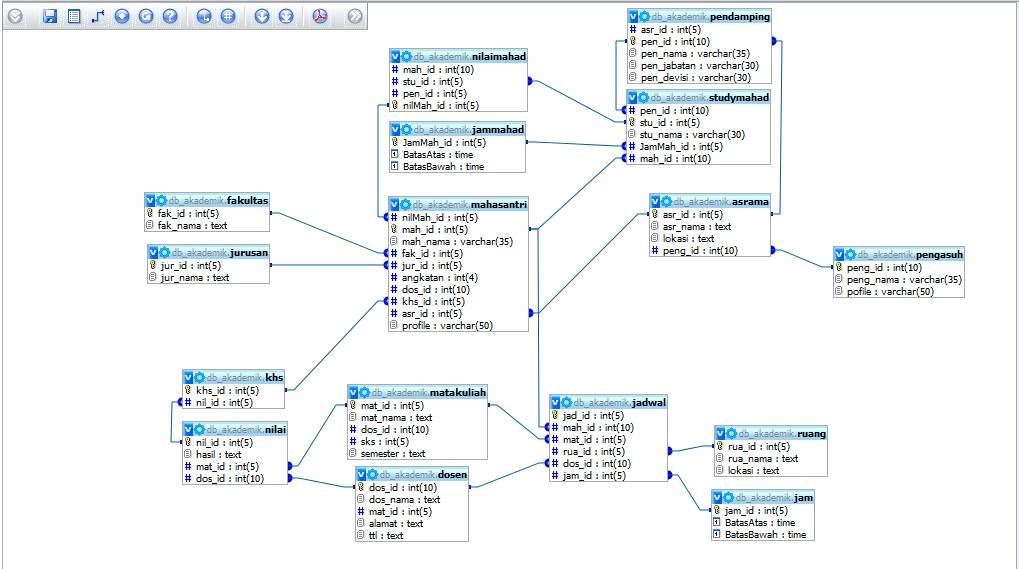 db_akademik.pendamping
asr_id : int(5)
pen_id : int(10)
pen_nama : varchar(35)
pen_jabatan : varchar(30)
pen_devisi : varchar(30)
db_akademik.nilaimahad
mah_id : int(10)
stu_id : int(5)
pen_id : int(5)
nilMah_id : int(5)
db_akademik.studymahad
pen_id : int(10)
stu_id : int(5)
stu_nama : varchar(30)
JamMah_id : int(5)
mah_id : int(10)
db_akademik.jammahad
JamMah_id : int(5)
BatasAtas : time
BatasBawah : time
db_akademik.fakultas
fak_id : int(5)
fak_nama : text
db_akademik.mahasantri
nilMah_id : int(5)
mah_id : int(5)
mah_nama : varchar(35)
fak_id : int(5)
jur_id : int(5)
angkatan : int(4)
dos_id : int(10)
khs_id : int(5)
asr_id : int(5)
profile : varchar(50)
db_akademik.asrama
asr_id : int(5)
asr_nama : text
lokasi : text
peng_id : int(10)
db_akademik.jurusan
jur_id : int(5)
jur_nama : text
db_akademik.pengasuh
peng_id : int(10)
peng_nama : varchar(35)
pofile : varchar(50)
db_akademik.khs
khs_id : int(5)
nil_id : int(5)
db_akademik.matakuliah
mat_id : int(5)
mat_nama : text
dos_id : int(10)
sks : int(5)
semester : text
db_akademik.jadwal
jad_id : int(5)
mah_id : int(10)
mat_id : int(5)
rua_id : int(5)
dos_id : int(10)
jam_id : int(5)
db_akademik.nilai
nil_id : int(5)
hasil : text
mat_id : int(5)
dos_id : int(10)
db_akademik.ruang
rua_id : int(5)
rua_nama : text
lokasi : text
db_akademik.dosen
dos_id : int(10)
dos_nama : text
mat_id : int(5)
alamat : text
ttl : text
db_akademik.jam
jam_id : int(5)
BatasAtas : time
BatasBawah : time